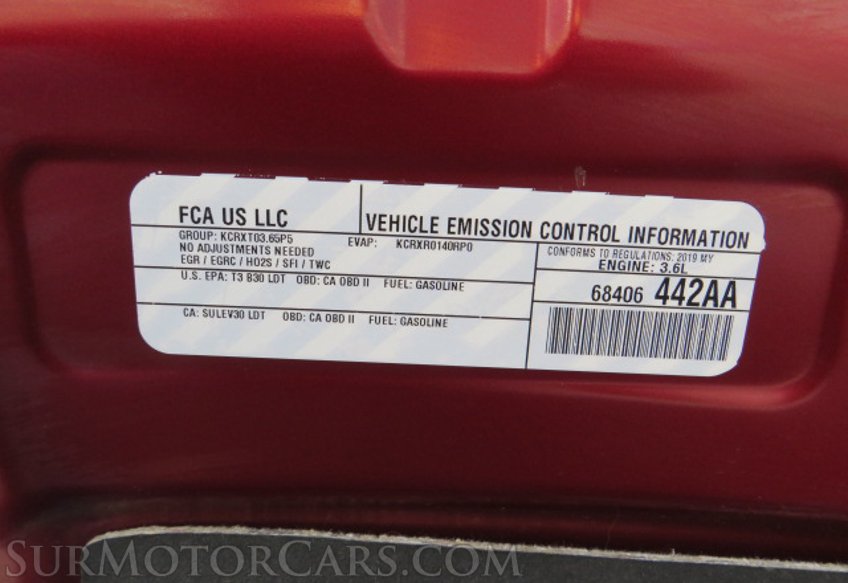 FCA US LLC
VEHICLE EMISSION CONTROL INFORMATION
GROUP: KCRXT03.65P5 EVAP: KCRXR0140RP0
NO ADJUSTMENTS NEEDED
EGR / EGRC / HO2S / SFI / TWC
CONFORMS TO REGULATIONS: 2019 MY
ENGINE: 3.6L
U.S. EPA: T3 B30 LDT OBD: CA OBD II FUEL: GASOLINE
68406 442AA
CA: SULEV30 LDT OBD: CA OBD II FUEL: GASOLINE
SURMOTORCARS.COM